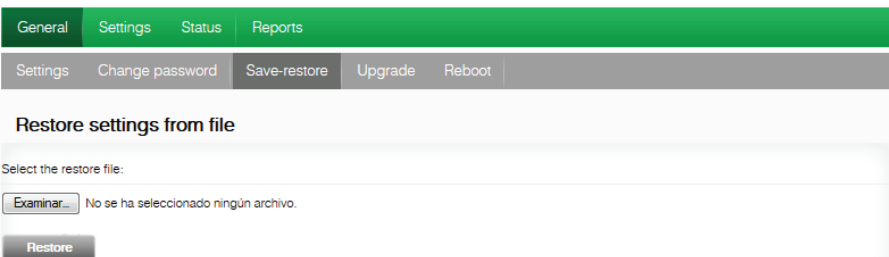 General Settings Status Reports
Settings Change password Save-restore Upgrade Reboot
Restore settings from file
Select the restore file:
Examinar... No se ha seleccionado ningún archivo.
Restore